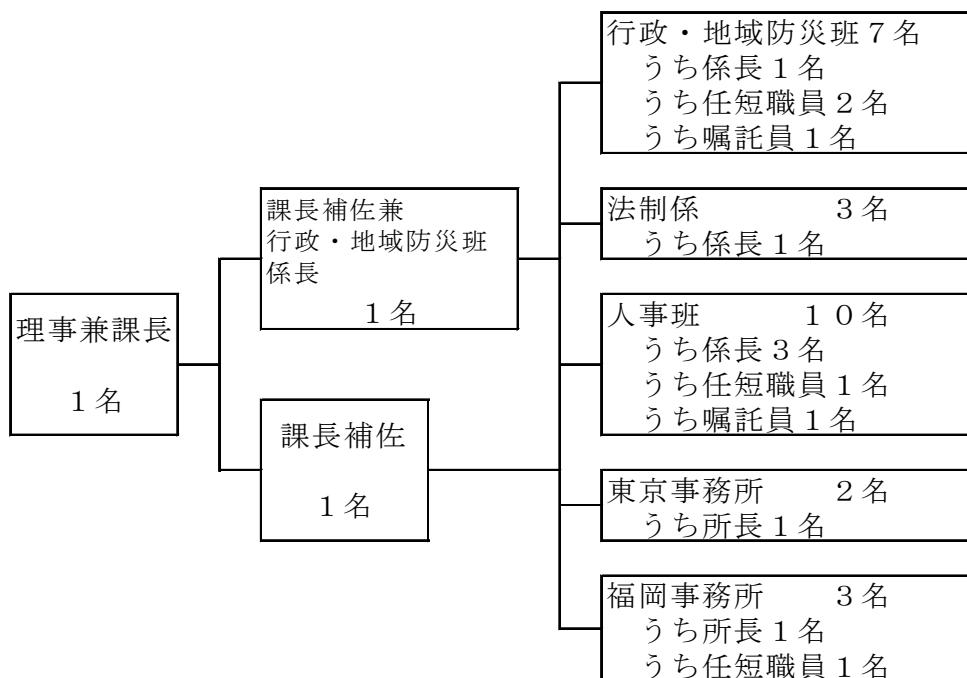 理事兼課長
１名
課長補佐兼
行政・地域防災班
係長
１名
課長補佐
１名
行政・地域防災班７名
うち係長１名
うち任短職員２名
うち嘱託員１名
法制係　　　　３名
うち係長１名
人事班　　　１０名
うち係長３名
うち任短職員１名
うち嘱託員１名
東京事務所　　２名
うち所長１名
福岡事務所　　３名
うち所長１名
うち任短職員１名